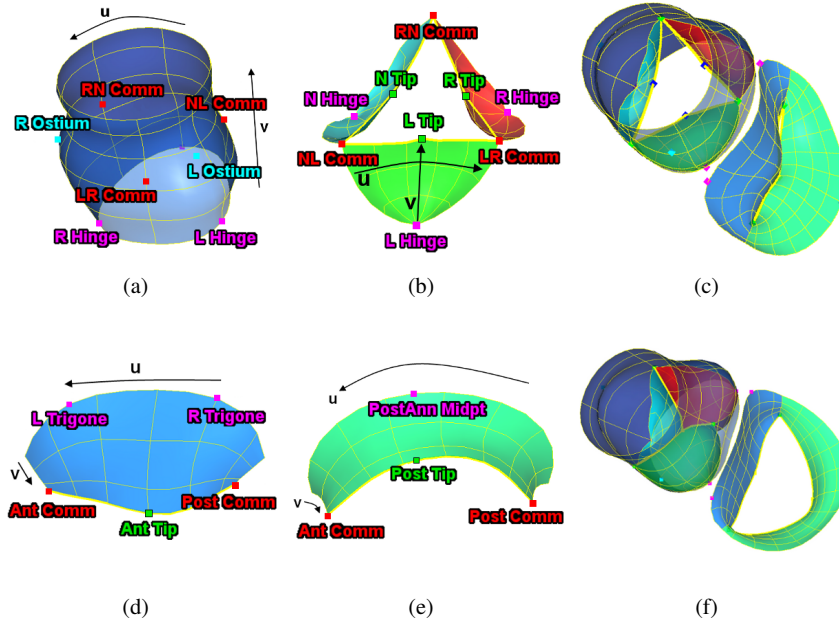 u
RN Comm
NL Comm
R Ostium
v
L Ostium
LR Comm
R Hinge
L Hinge
(a)
RN Comm
N Tip
R Tip
N Hinge
R Hinge
L Tip
NL Comm
LR Comm
u
v
L Hinge
(b)
(c)
u
L Trigone
R Trigone
v
Ant Comm
Post Comm
Ant Tip
(d)
u
PostAnn Midpt
Post Tip
v
Ant Comm
Post Comm
(e)
(f)